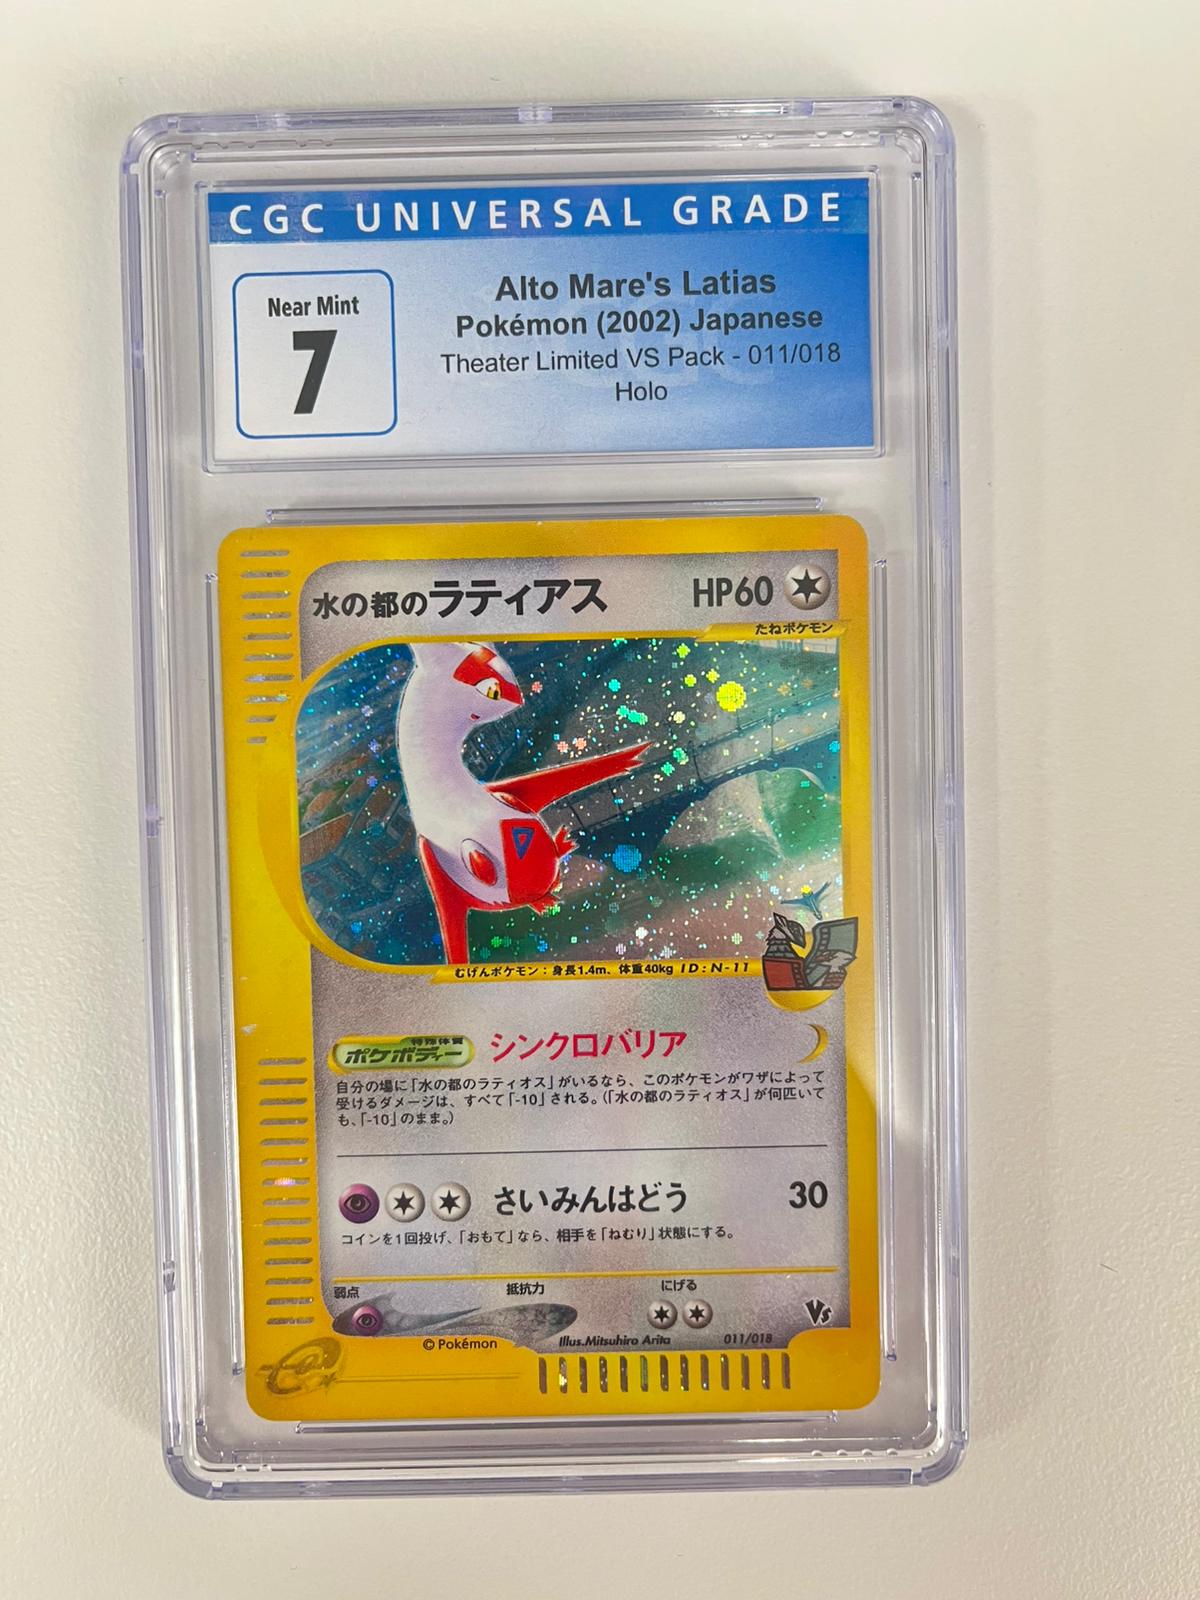 CGC UNIVERSAL GRADE
Near Mint
7
Alto Mare's Latias
Pokémon (2002) Japanese
Theater Limited VS Pack - 011/018
Holo
水の都のラティアス HP60
たねポケモン
むげんポケモン：身長1.4m、体重40kg ID:N-11
特殊体質
ポケボディー シンクロバリア
自分の場に「水の都のラティオス」がいるなら、このポケモンがワザによって
受けるダメージは、すべて「-10」される。（「水の都のラティオス」が何匹いて
も、「-10」のまま。）
さいみんはどう 30
コインを1回投げ、「おもて」なら、相手を「ねむり」状態にする。
弱点 抵抗力 にげる
Vs
©Pokémon Illus.Mitsuhiro Arita 011/018
e